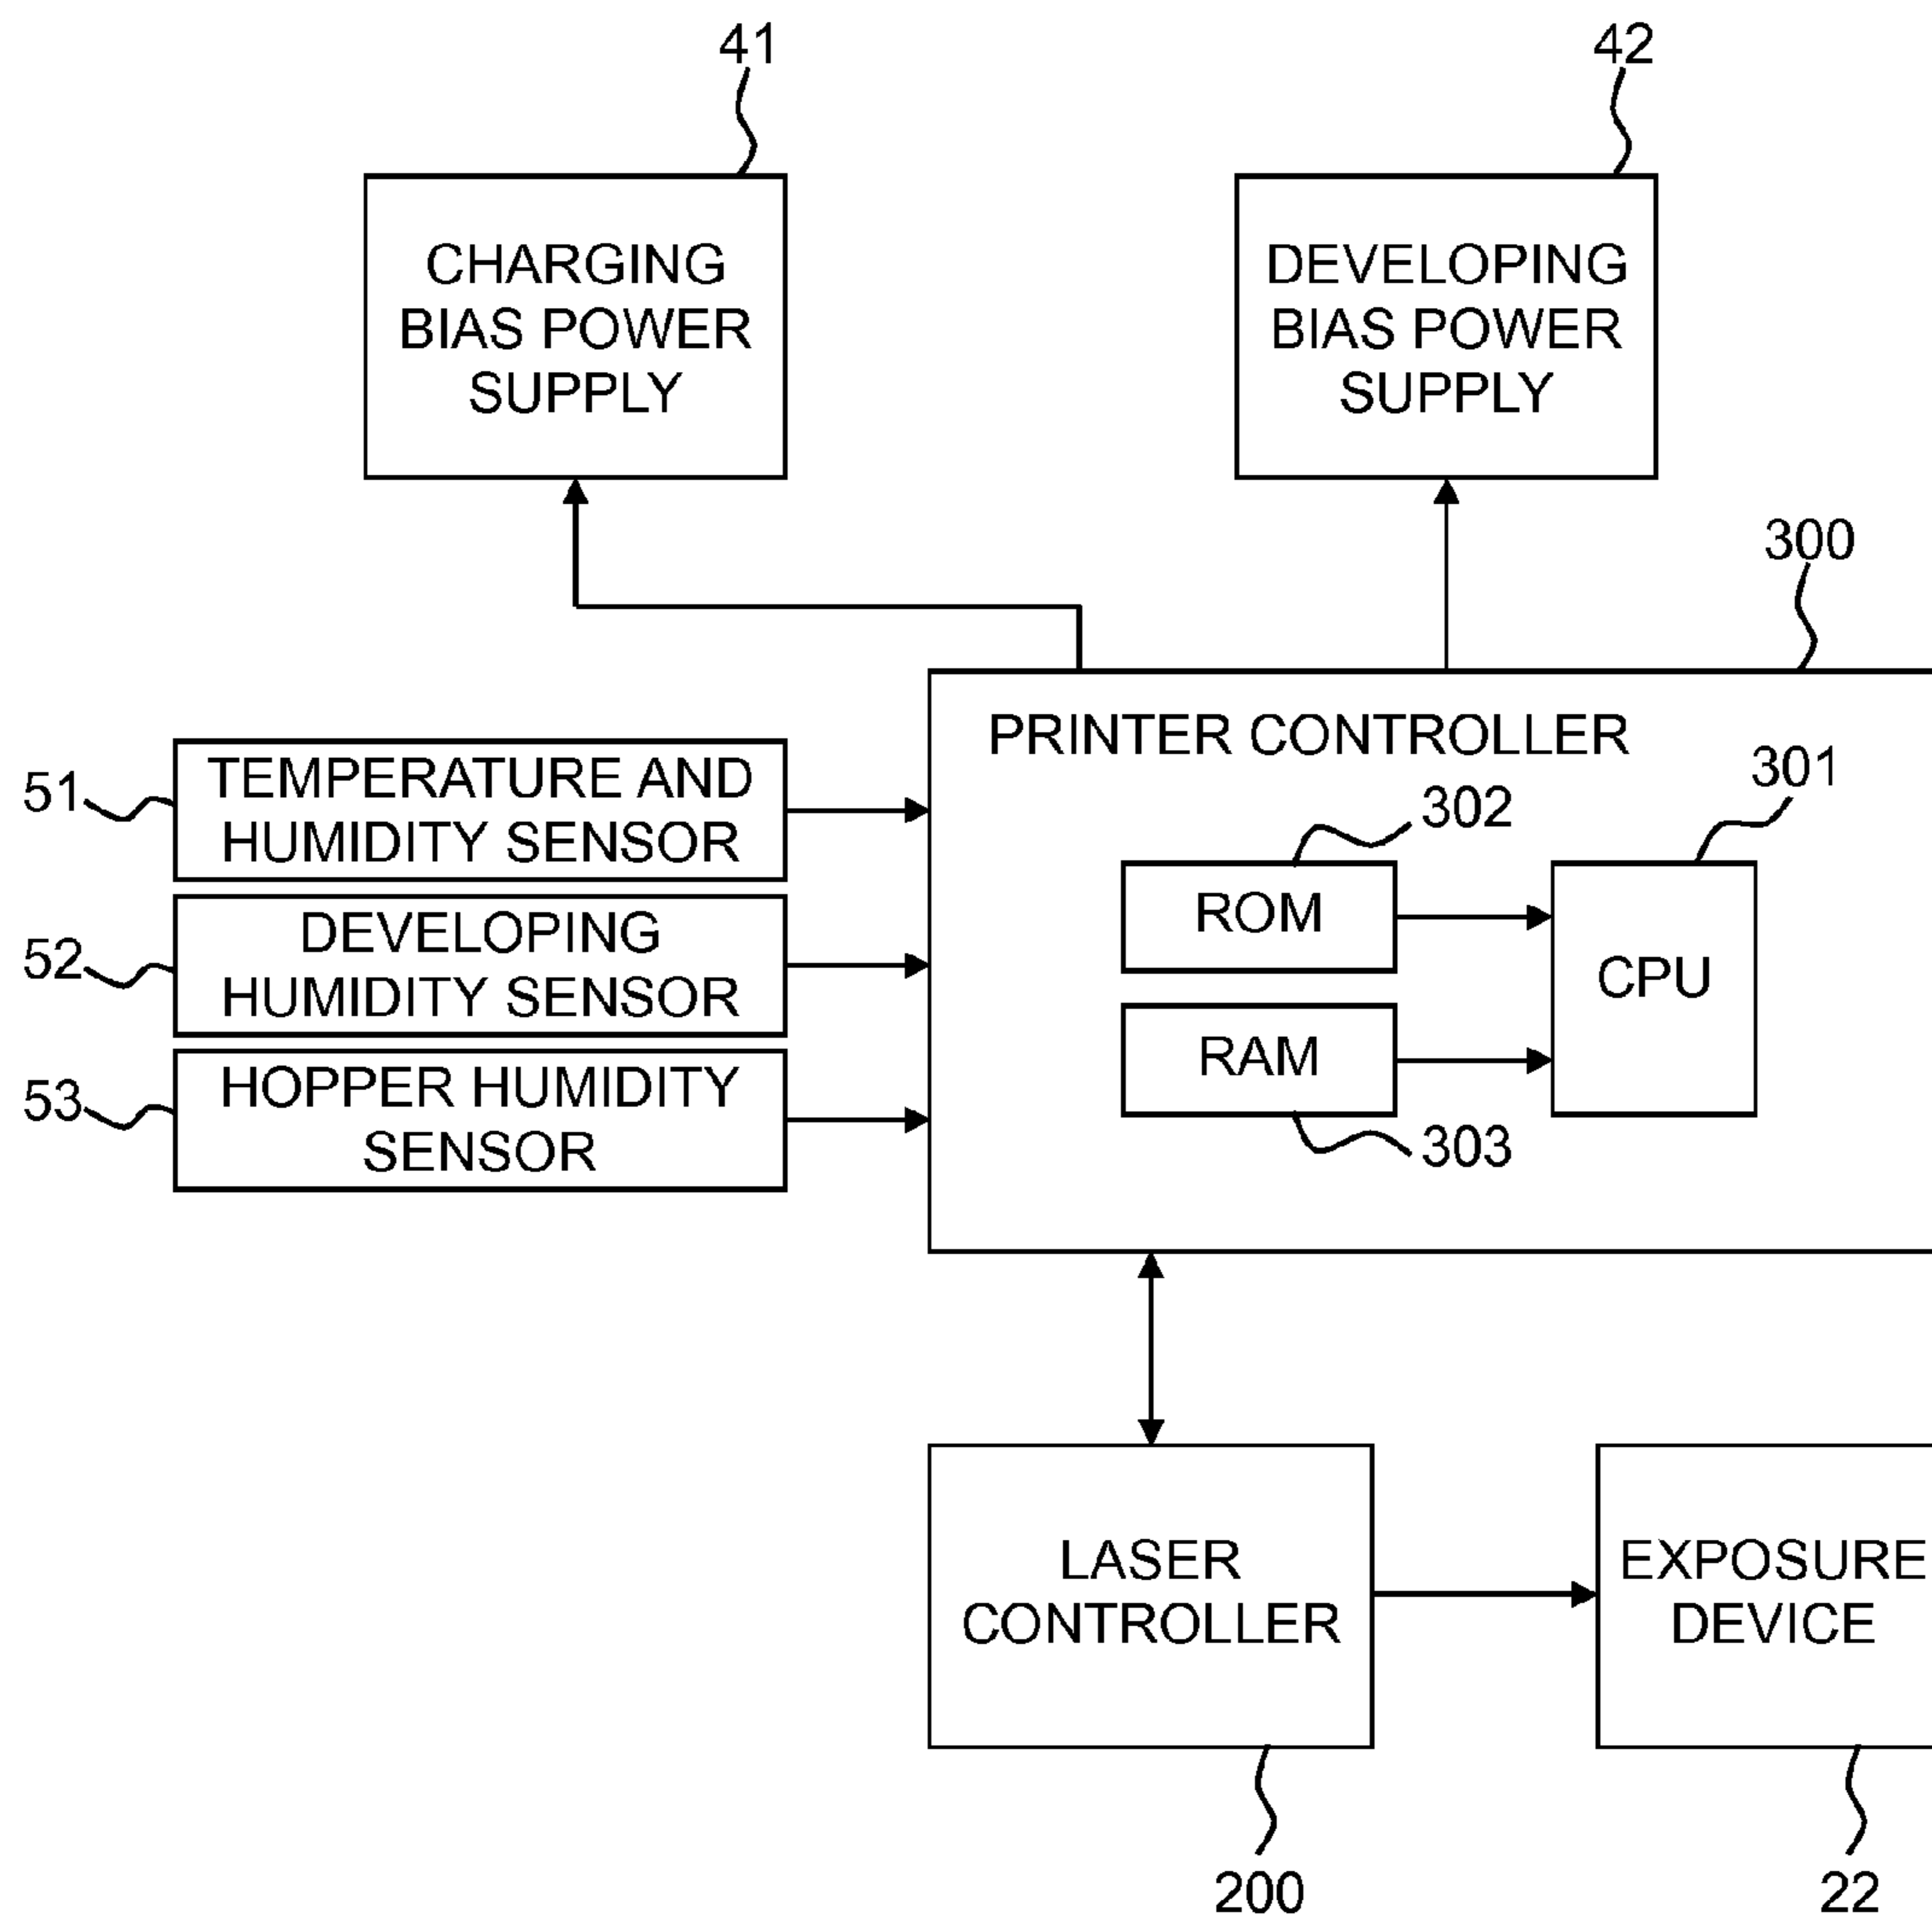 41
42
CHARGING
BIAS POWER
SUPPLY
DEVELOPING
BIAS POWER
SUPPLY
300
PRINTER CONTROLLER
301
302
51
TEMPERATURE AND
HUMIDITY SENSOR
ROM
CPU
52
DEVELOPING
HUMIDITY SENSOR
RAM
53
HOPPER HUMIDITY
SENSOR
303
LASER
CONTROLLER
EXPOSURE
DEVICE
200
22